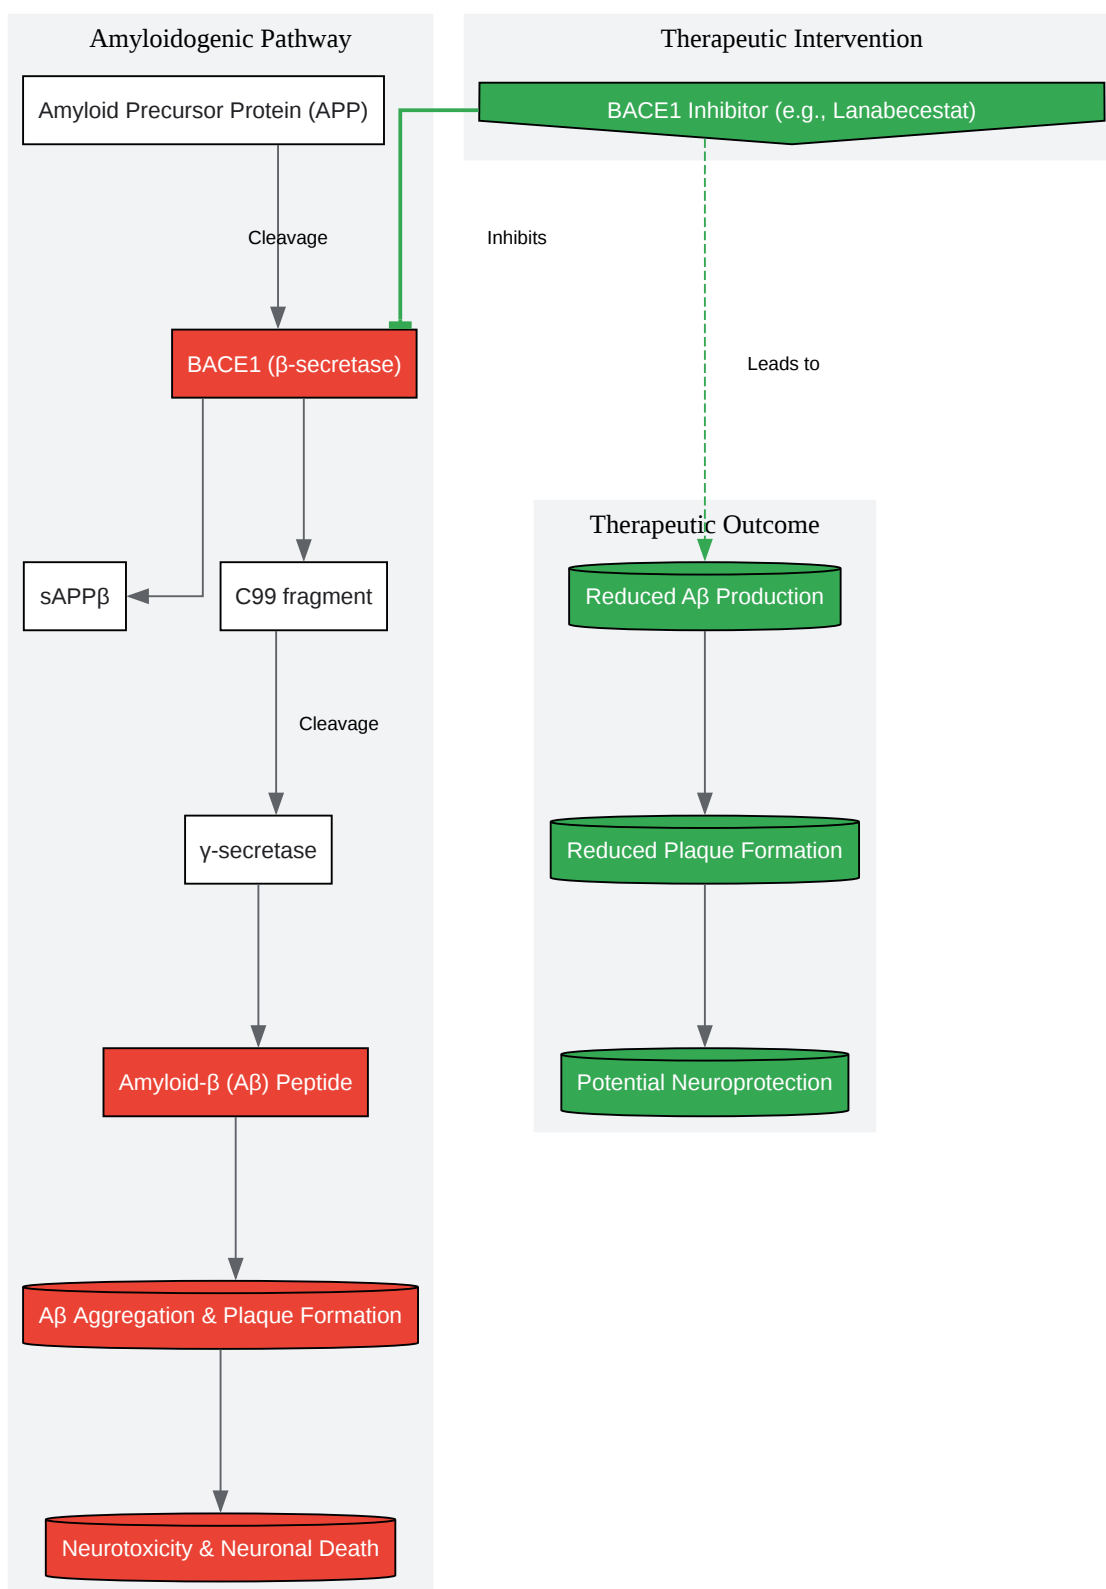 Amyloidogenic Pathway
Therapeutic Intervention
Amyloid Precursor Protein (APP)
BACE1 Inhibitor (e.g., Lanabecestat)
Cleavage
Inhibits
BACE1 (β-secretase)
Leads to
Therapeutic Outcome
sAPPβ
C99 fragment
Reduced Aβ Production
Cleavage
γ-secretase
Reduced Plaque Formation
Amyloid-β (Aβ) Peptide
Potential Neuroprotection
Aβ Aggregation & Plaque Formation
Neurotoxicity & Neuronal Death